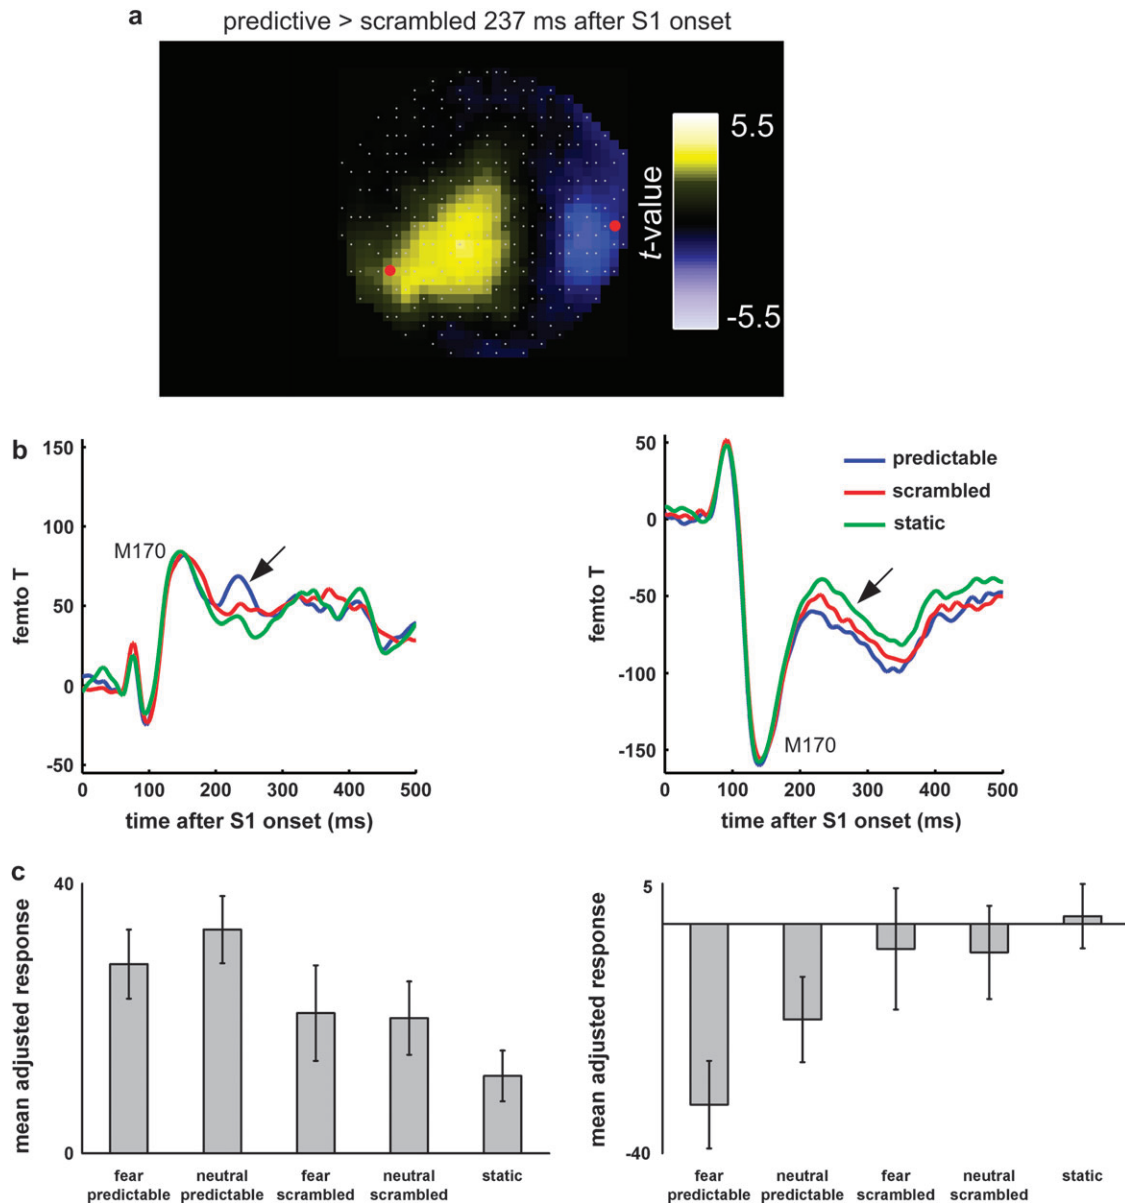 a
predictive > scrambled 237 ms after S1 onset
5.5
t-value
-5.5
b
150
100
50
0
-50
femto T
M170
0 100 200 300 400 500
time after S1 onset (ms)
50
0
-50
-100
-150
femto T
predictable
scrambled
static
M170
0 100 200 300 400 500
time after S1 onset (ms)
c
40
0
mean adjusted response
fear predictable
neutral predictable
fear scrambled
neutral scrambled
static
5
-40
mean adjusted response
fear predictable
neutral predictable
fear scrambled
neutral scrambled
static